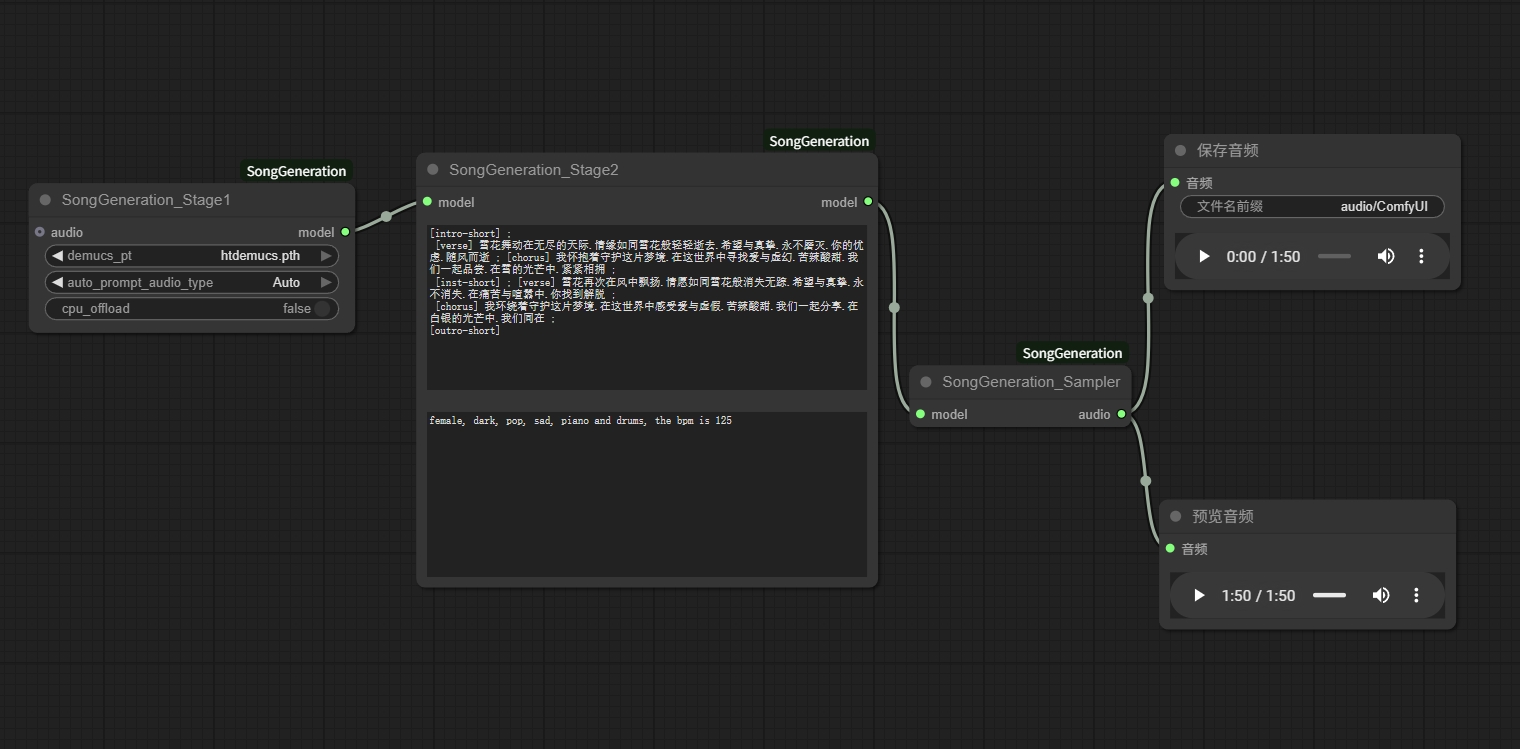 SongGeneration
SongGeneration_Stage1
audio
model
demucs_pt
htdemucs.pth
auto_prompt_audio_type
Auto
cpu_offload
false
SongGeneration
SongGeneration_Stage2
model
model
[intro-short] ;
[verse] 雪花舞动在无尽的天际.情缘如同雪花般轻轻逝去.希望与真挚.永不磨灭.你的忧
虑.随风而逝 ; [chorus] 我怀抱着守护这片梦境.在这世界中寻找爱与虚幻.苦辣酸甜.我
们一起品尝.在雪的光芒中.紧紧相拥 ;
[inst-short] ; [verse] 雪花再次在风中飘扬.情愿如同雪花般消失无踪.希望与真挚.永
不消失.在痛苦与喧嚣中.你找到解脱 ;
[chorus] 我环绕着守护这片梦境.在这世界中感受爱与虚假.苦辣酸甜.我们一起分享.在
白银的光芒中.我们同在 ;
[outro-short]
female, dark, pop, sad, piano and drums, the bpm is 125
SongGeneration
SongGeneration_Sampler
model
audio
保存音频
音频
文件名前缀
audio/ComfyUI
0:00 / 1:50
预览音频
音频
1:50 / 1:50